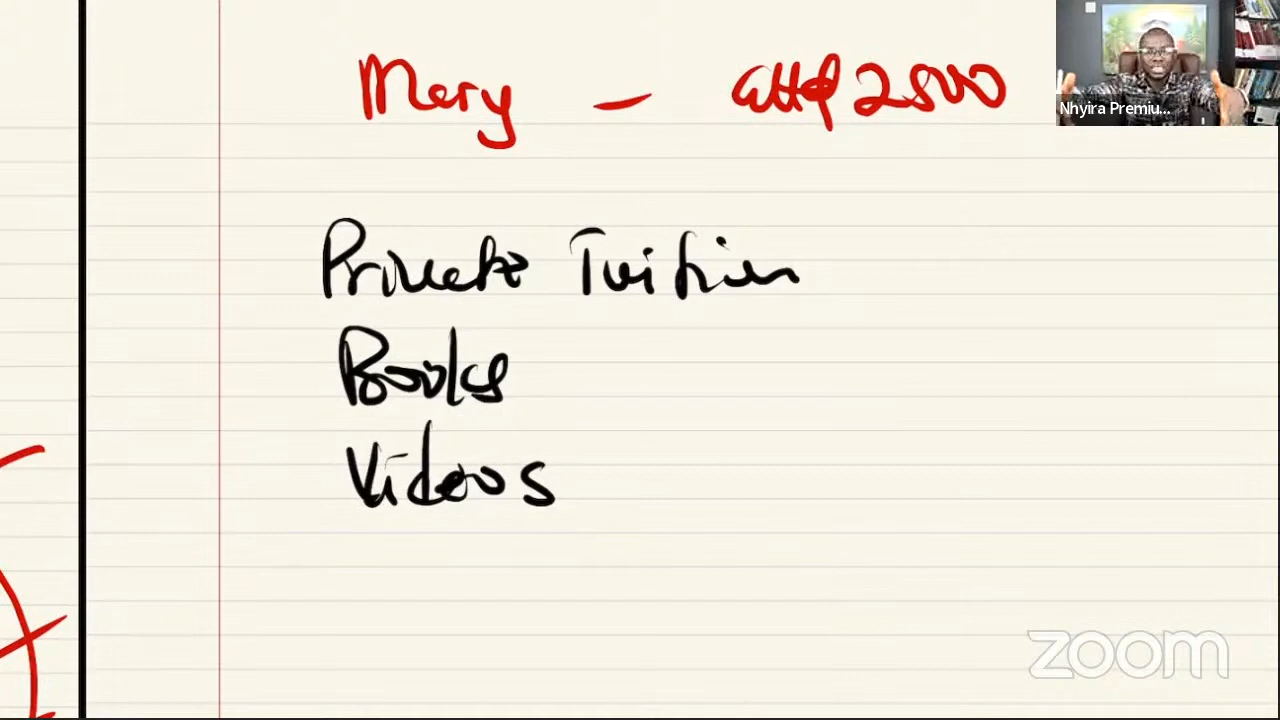 Mary - GH¢ 2500
Nhyira Premiu...
Private Tuition
Books
Videos
zoom